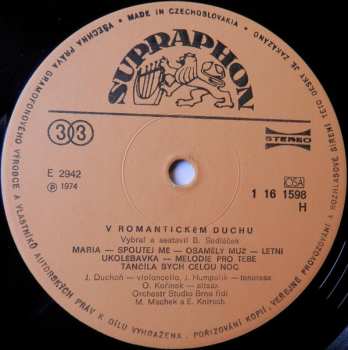 VŠECHNA PRÁVA GRAMOFONOVÉHO VÝROBCE A VLASTNÍKŮ AUTORSKÝCH PRÁV K DÍLU VYHRAZENA. POŘIZOVÁNÍ KOPIÍ, VEŘEJNÉ PROVOZOVÁNÍ A ROZHLASOVÉ ŠÍŘENÍ TÉTO DESKY JE ZAKÁZÁNO
• MADE IN CZECHOSLOVAKIA •
SUPRAPHON
33
STEREO
E 2942
℗ 1974
OSA
1 16 1598
H
V ROMANTICKÉM DUCHU
Vybral a sestavil B. Sedláček
MARIA — SPOUTEJ MĚ — OSAMĚLÝ MUŽ — LETNÍ
UKOLÉBAVKA — MELODIE PRO TEBE
TANČILA BYCH CELOU NOC
J. Duchoň — violoncello, J. Humpolík — tenorsax
O. Kořínek — altsax
Orchestr Studio Brno řídí
M. Machek a E. Knirsch